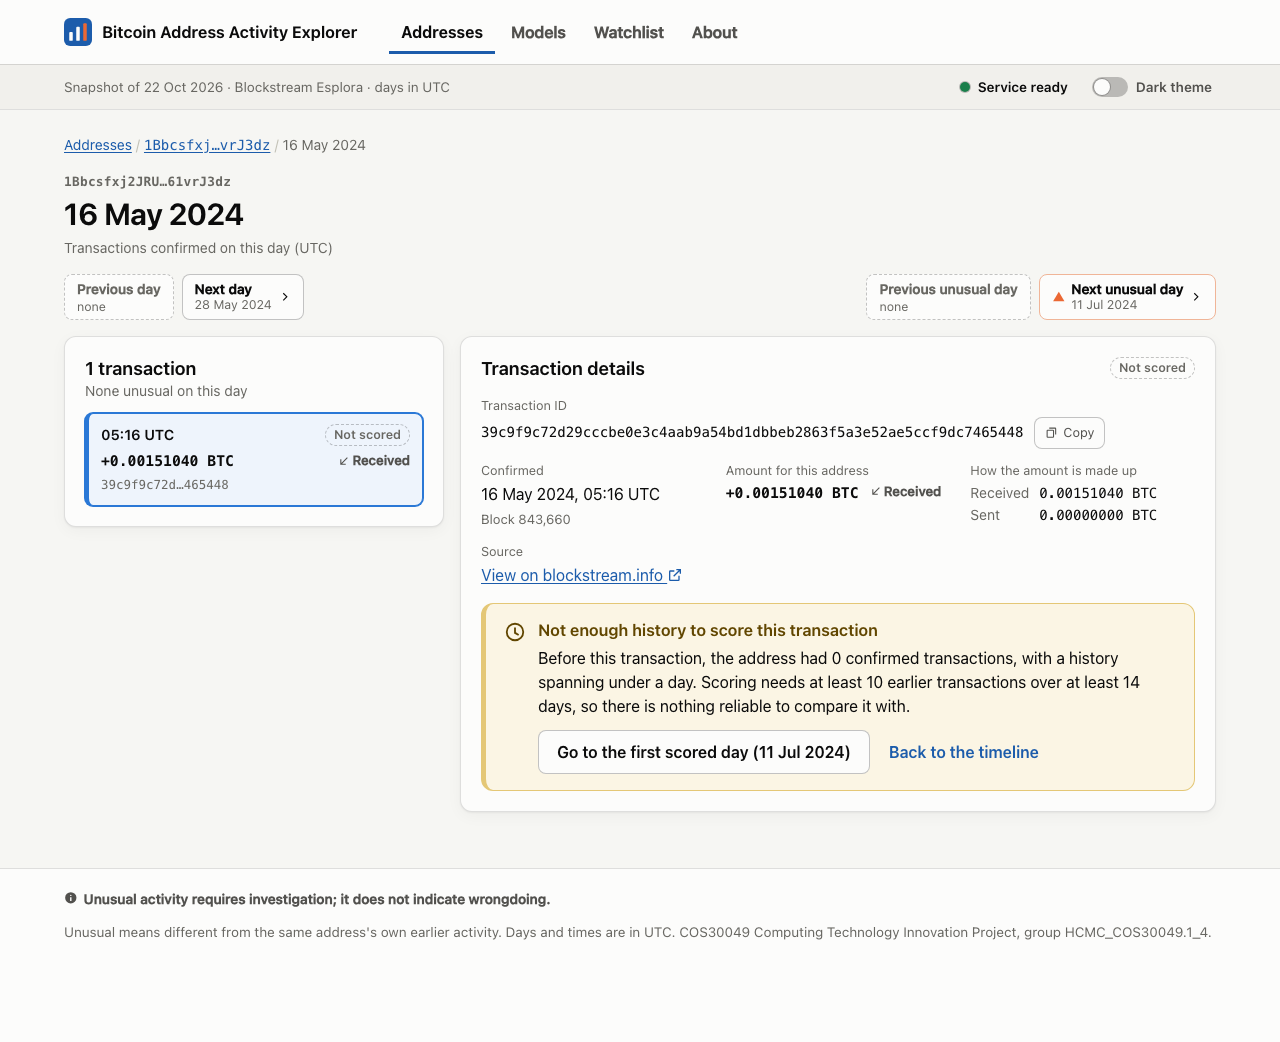 Bitcoin Address Activity Explorer
Addresses
Models
Watchlist
About
Snapshot of 22 Oct 2026 · Blockstream Esplora · days in UTC
Service ready
Dark theme
Addresses / 1Bbcsfxj…vrJ3dz / 16 May 2024
1Bbcsfxj2JRU…61vrJ3dz
16 May 2024
Transactions confirmed on this day (UTC)
Previous day
none
Next day
28 May 2024
Previous unusual day
none
Next unusual day
11 Jul 2024
1 transaction
None unusual on this day
05:16 UTC
Not scored
+0.00151040 BTC
Received
39c9f9c72d…465448
Transaction details
Not scored
Transaction ID
39c9f9c72d29cccbe0e3c4aab9a54bd1dbbeb2863f5a3e52ae5ccf9dc7465448
Copy
Confirmed
16 May 2024, 05:16 UTC
Block 843,660
Amount for this address
+0.00151040 BTC
Received
How the amount is made up
Received 0.00151040 BTC
Sent 0.00000000 BTC
Source
View on blockstream.info
Not enough history to score this transaction
Before this transaction, the address had 0 confirmed transactions, with a history
spanning under a day. Scoring needs at least 10 earlier transactions over at least 14
days, so there is nothing reliable to compare it with.
Go to the first scored day (11 Jul 2024)
Back to the timeline
Unusual activity requires investigation; it does not indicate wrongdoing.
Unusual means different from the same address's own earlier activity. Days and times are in UTC. COS30049 Computing Technology Innovation Project, group HCMC_COS30049.1_4.